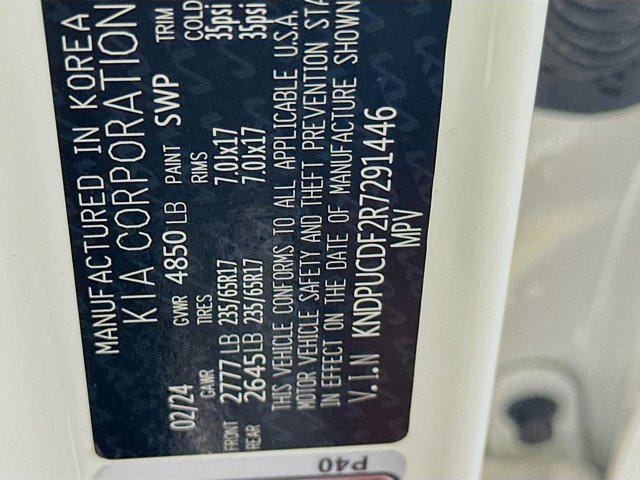 MANUFACTURED IN KOREA
KIA CORPORATION
02/24 GVWR 4850 LB PAINT SWP TRIM
GAWR TIRES RIMS COLD
FRONT 2777 LB 235/65R17 7.0Jx17 35psi
REAR 2645 LB 235/65R17 7.0Jx17 35psi
THIS VEHICLE CONFORMS TO ALL APPLICABLE U.S.A.
MOTOR VEHICLE SAFETY AND THEFT PREVENTION STA
IN EFFECT ON THE DATE OF MANUFACTURE SHOWN
V.I.N KNDPUCDF2R7291446
MPV
P40